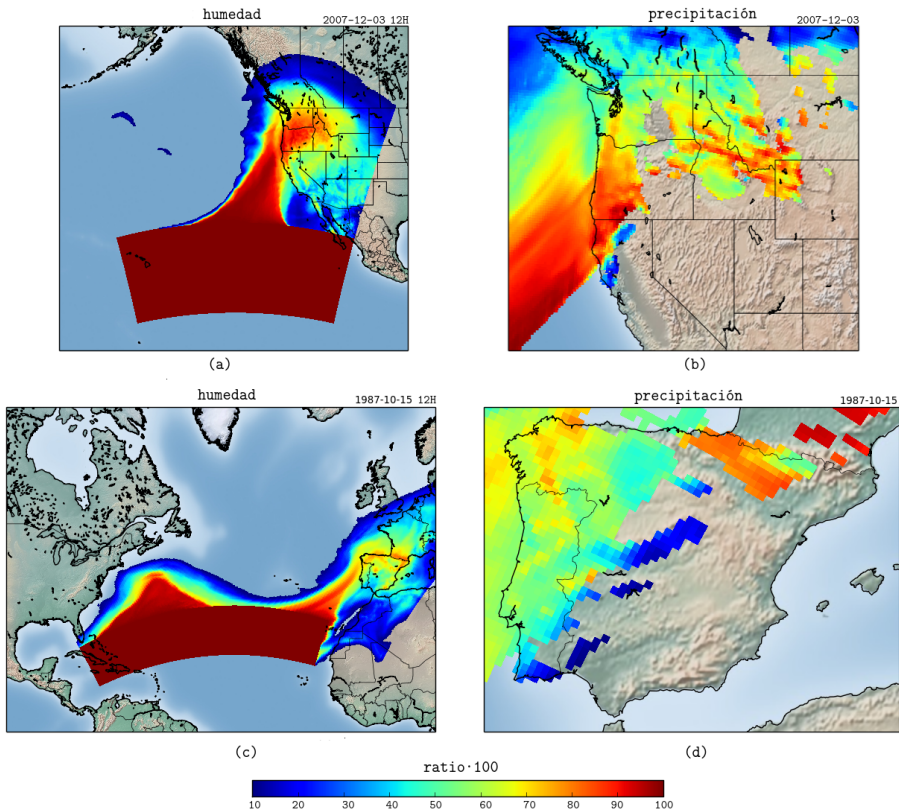 humedad
2007-12-03 12H
precipitación
2007-12-03
(a)
(b)
humedad
1987-10-15 12H
precipitación
1987-10-15
(c)
(d)
ratio·100
10 20 30 40 50 60 70 80 90 100